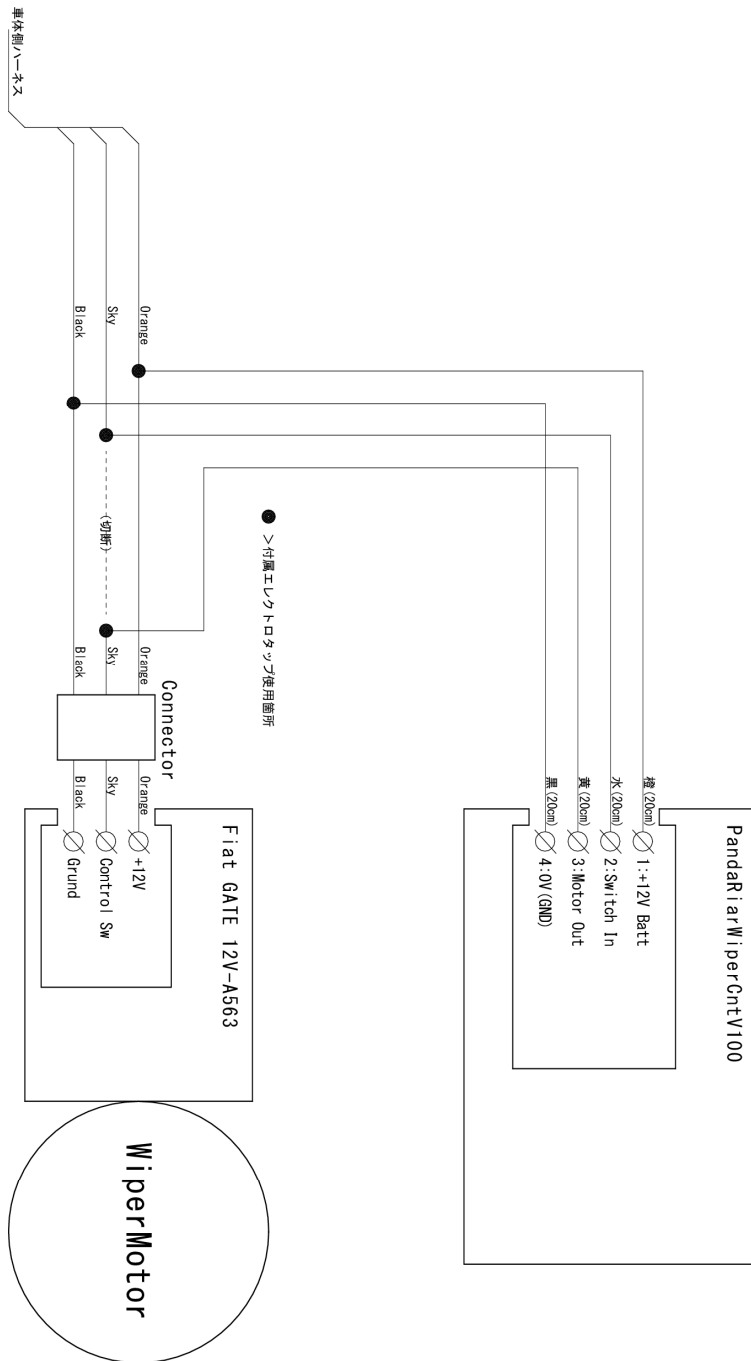 車体側ハーネス
Orange
Sky
Black
(切断)
● >付属エレクトロタップ使用箇所
Orange
Sky
Black
Connector
Orange
Sky
Black
橙(20cm)
水(20cm)
黄(20cm)
黒(20cm)
PandaRiarWiperCntV100
1:+12V Batt
2:Switch In
3:Motor Out
4:0V(GND)
Fiat GATE 12V-A563
+12V
Control Sw
Grund
WiperMotor